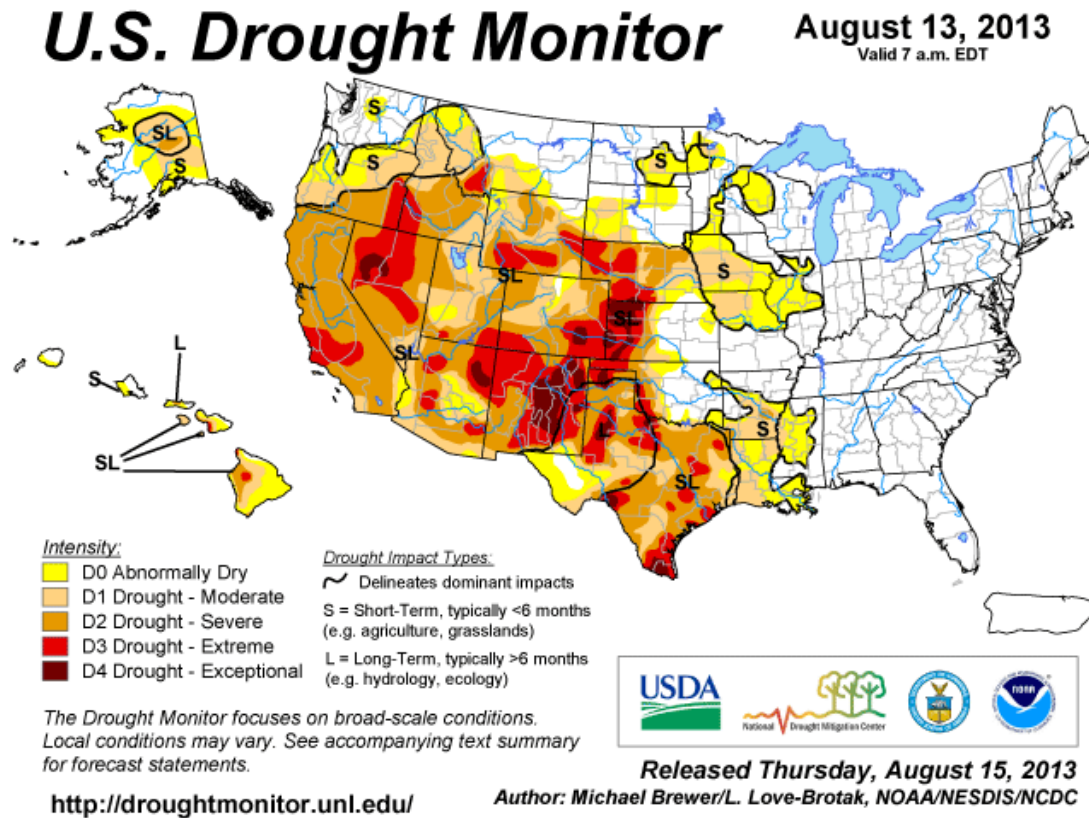 U.S. Drought Monitor
August 13, 2013
Valid 7 a.m. EDT
S
SL
S
S
S
L
S
S
SL
SL
SL
L
S
SL
L
S
SL
Intensity:
D0 Abnormally Dry
D1 Drought - Moderate
D2 Drought - Severe
D3 Drought - Extreme
D4 Drought - Exceptional
Drought Impact Types:
Delineates dominant impacts
S = Short-Term, typically <6 months
(e.g. agriculture, grasslands)
L = Long-Term, typically >6 months
(e.g. hydrology, ecology)
USDA
National Drought Mitigation Center
NOAA
The Drought Monitor focuses on broad-scale conditions.
Local conditions may vary. See accompanying text summary
for forecast statements.
http://droughtmonitor.unl.edu/
Released Thursday, August 15, 2013
Author: Michael Brewer/L. Love-Brotak, NOAA/NESDIS/NCDC